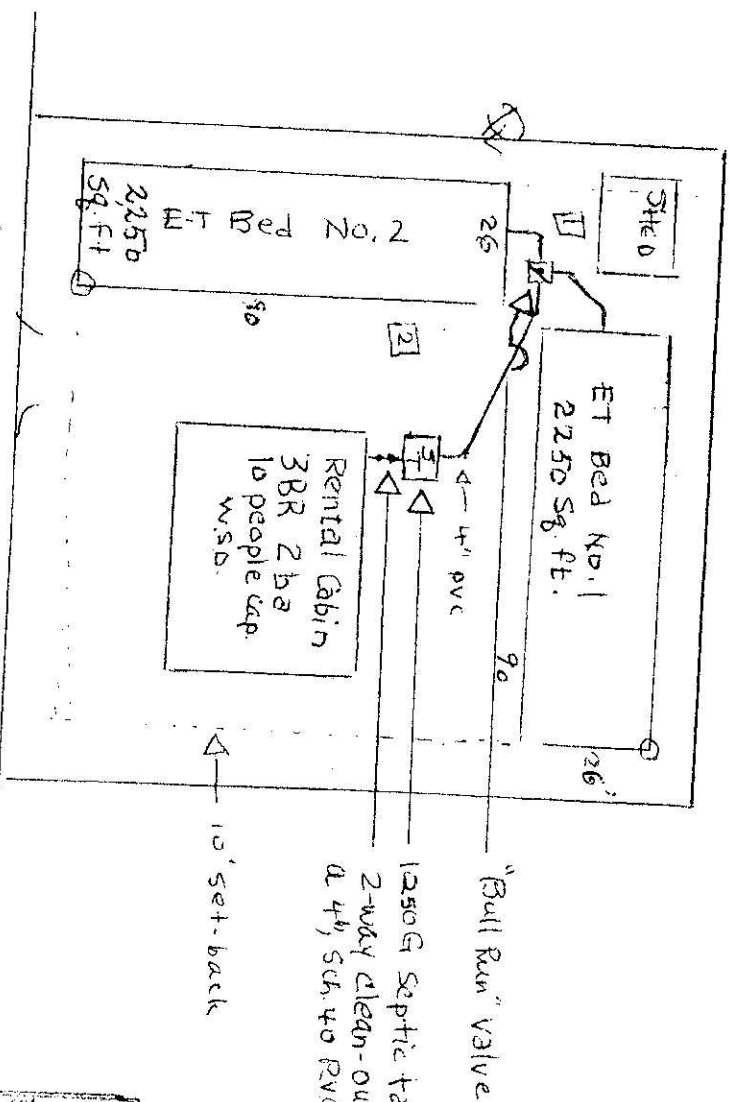 SHED
1
26
E-T Bed No. 2
2,250
Sq. ft
90
2
ET Bed No. 1
2250 Sq. ft.
90
26'
ST
4" pvc
Rental Cabin
3BR 2ba
10 people cap.
W.S.D.
"Bull Run" valve
1250G septic ta
2-way clean-ou
a 4", Sch. 40 PVC
10' set-back